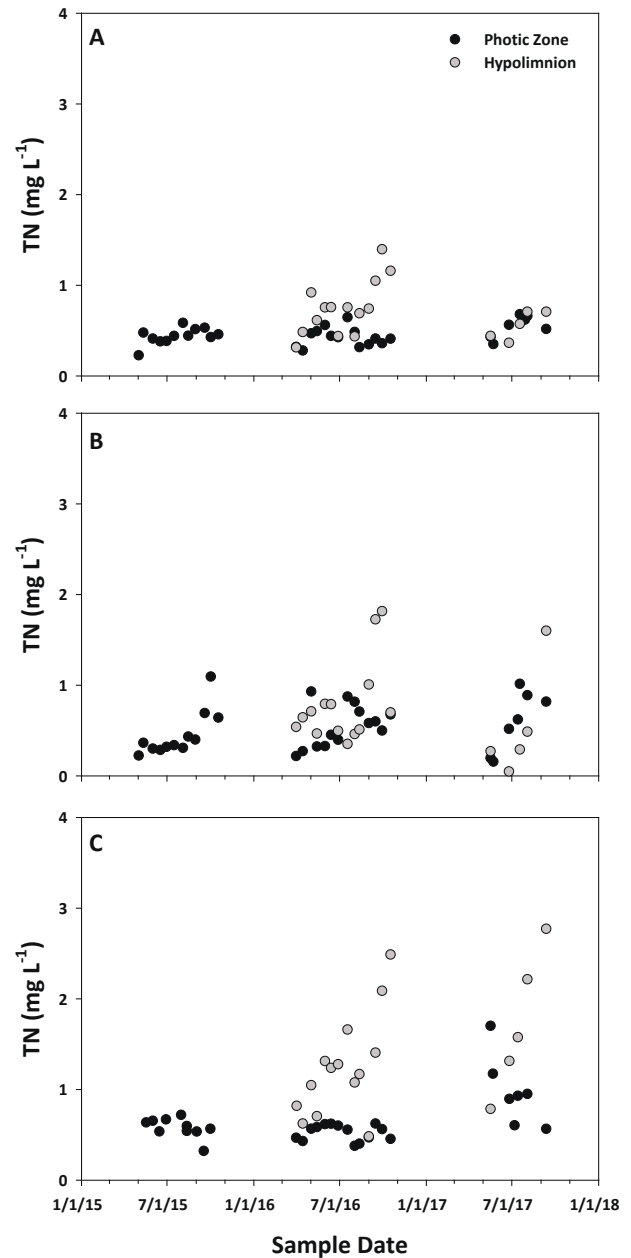 A
Photic Zone
Hypolimnion
4
3
2
1
0
TN (mg L⁻¹)
B
4
3
2
1
0
TN (mg L⁻¹)
C
4
3
2
1
0
TN (mg L⁻¹)
1/1/15 7/1/15 1/1/16 7/1/16 1/1/17 7/1/17 1/1/18
Sample Date